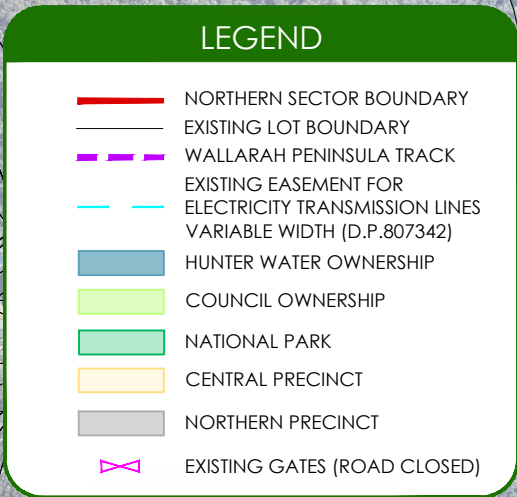 LEGEND
NORTHERN SECTOR BOUNDARY
EXISTING LOT BOUNDARY
WALLARAH PENINSULA TRACK
EXISTING EASEMENT FOR
ELECTRICITY TRANSMISSION LINES
VARIABLE WIDTH (D.P.807342)
HUNTER WATER OWNERSHIP
COUNCIL OWNERSHIP
NATIONAL PARK
CENTRAL PRECINCT
NORTHERN PRECINCT
EXISTING GATES (ROAD CLOSED)